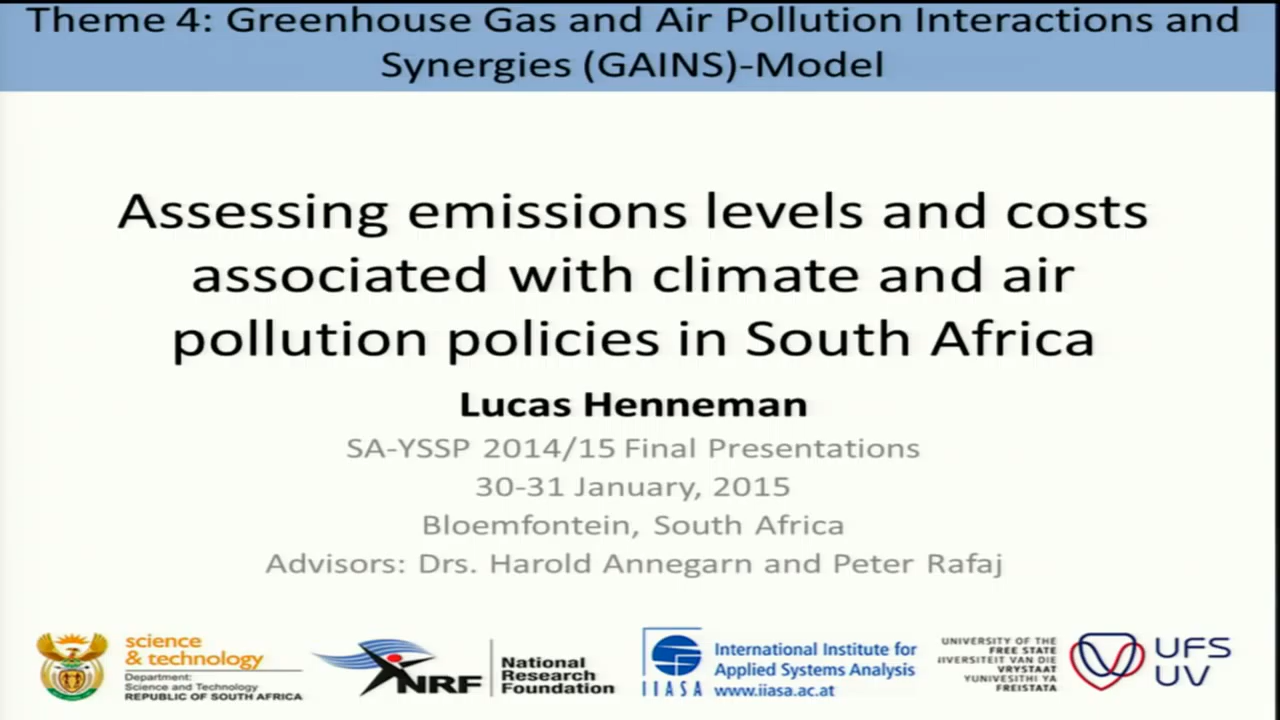 Theme 4: Greenhouse Gas and Air Pollution Interactions and
Synergies (GAINS)-Model
Assessing emissions levels and costs
associated with climate and air
pollution policies in South Africa
Lucas Henneman
SA-YSSP 2014/15 Final Presentations
30-31 January, 2015
Bloemfontein, South Africa
Advisors: Drs. Harold Annegarn and Peter Rafaj
science
& technology
Department:
Science and Technology
REPUBLIC OF SOUTH AFRICA
NRF
National
Research
Foundation
IIASA
International Institute for
Applied Systems Analysis
www.iiasa.ac.at
UNIVERSITY OF THE
FREE STATE
IIVERSITEIT VAN DIE
VRYSTAAT
YUNIVESITHI YA
FREISTATA
UFS
UV